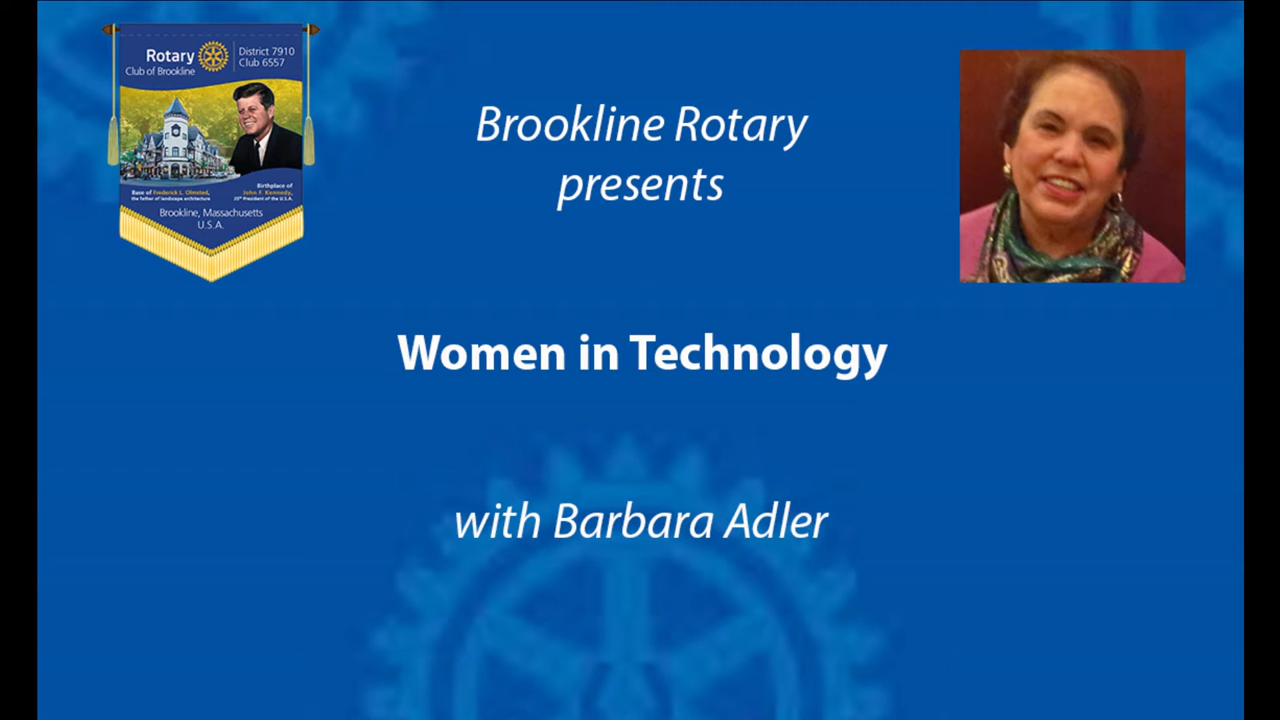 Rotary
Club of Brookline
District 7910
Club 6557
Base of Frederick L. Olmsted,
the father of landscape architecture
Birthplace of
John F. Kennedy,
35th President of the U.S.A.
Brookline, Massachusetts
U.S.A.
Brookline Rotary
presents
Women in Technology
with Barbara Adler